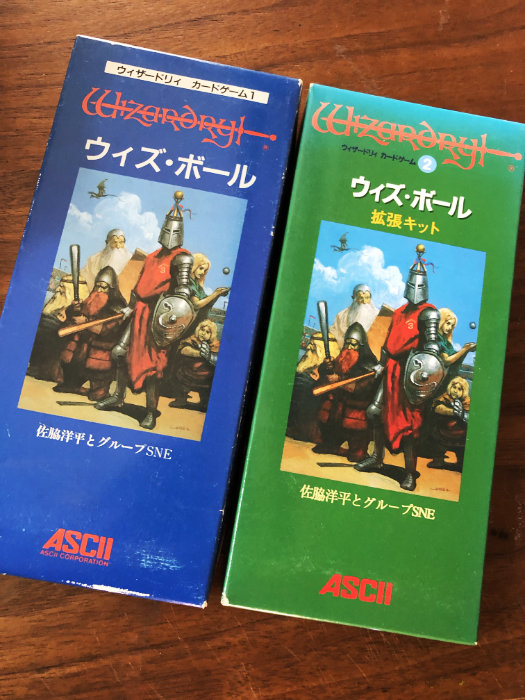 ウィザードリィ カードゲーム1
Wizardry
ウィズ・ボール
佐脇洋平とグループSNE
ASCII
ASCII CORPORATION
Wizardry
ウィザードリィ カードゲーム 2
ウィズ・ボール
拡張キット
佐脇洋平とグループSNE
ASCII